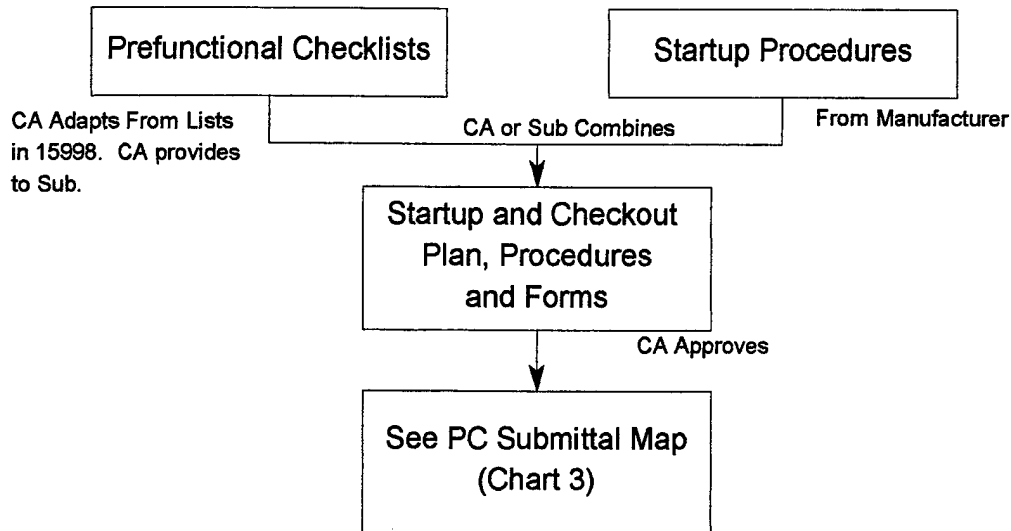 Prefunctional Checklists
Startup Procedures
CA Adapts From Lists
in 15998. CA provides
to Sub.
CA or Sub Combines
From Manufacturer
Startup and Checkout
Plan, Procedures
and Forms
CA Approves
See PC Submittal Map
(Chart 3)